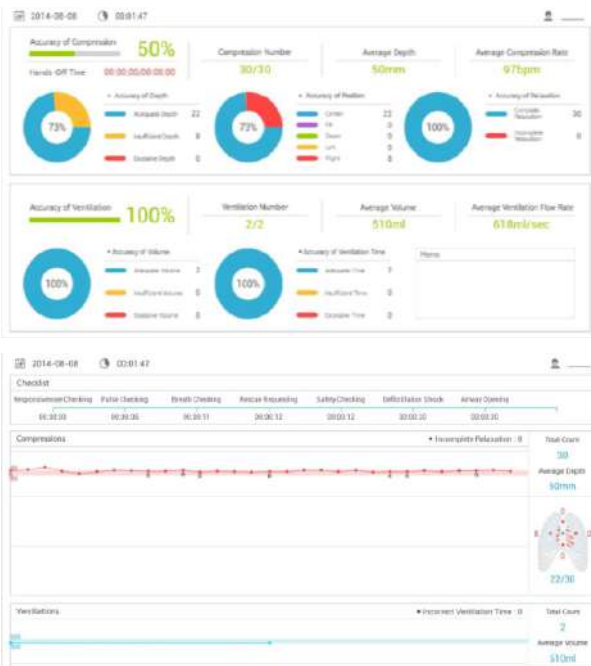 2014-08-08 00:01:47
Accuracy of Compression 50%
Hands-Off Time
Compression Number
30/30
Average Depth
50mm
Average Compression Rate
97bpm
• Accuracy of Depth
73%
Adequate Depth 22
Insufficient Depth 8
Excessive Depth 0
• Accuracy of Position
73%
Center 22
Up 0
Down 0
Left 0
Right 8
• Accuracy of Relaxation
100%
Complete Relaxation 30
Incomplete Relaxation 0
Accuracy of Ventilation 100%
Ventilation Number
2/2
Average Volume
510ml
Average Ventilation Flow Rate
618ml/sec
• Accuracy of Volume
100%
Adequate Volume 2
Insufficient Volume 0
Excessive Volume 0
• Accuracy of Ventilation Time
100%
Adequate Time 2
Insufficient Time 0
Excessive Time 0
Memo
2014-08-08 00:01:47
Checklist
Responsiveness Checking Pulse Checking Breath Checking Rescue Requesting Safety Checking Defibrillation Shock Airway Opening
00:00:11 00:00:12 00:00:12
Compressions
• Incomplete Relaxation : 0
Total Count
30
Average Depth
50mm
0
8 0
0
22/30
Ventilations
• Incorrect Ventilation Time : 0
Total Count
2
Average Volume
510ml